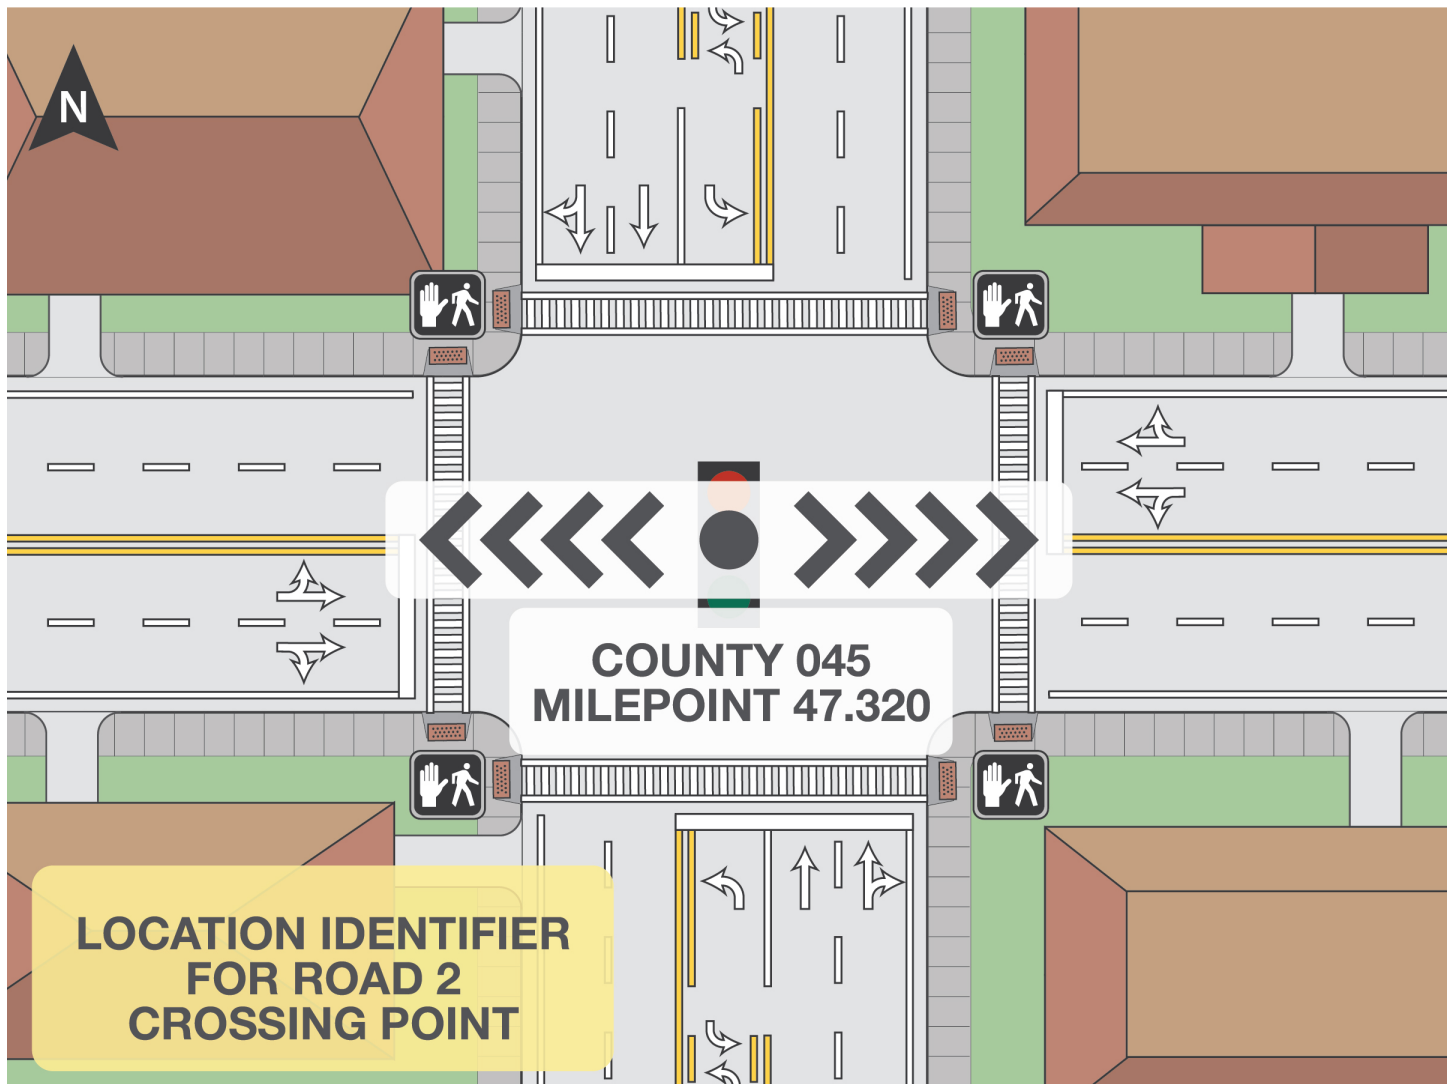 N
COUNTY 045
MILEPOINT 47.320
LOCATION IDENTIFIER
FOR ROAD 2
CROSSING POINT